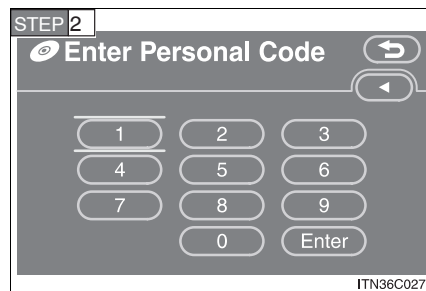 STEP 2
Enter Personal Code
1 2 3
4 5 6
7 8 9
0 Enter
ITN36C027